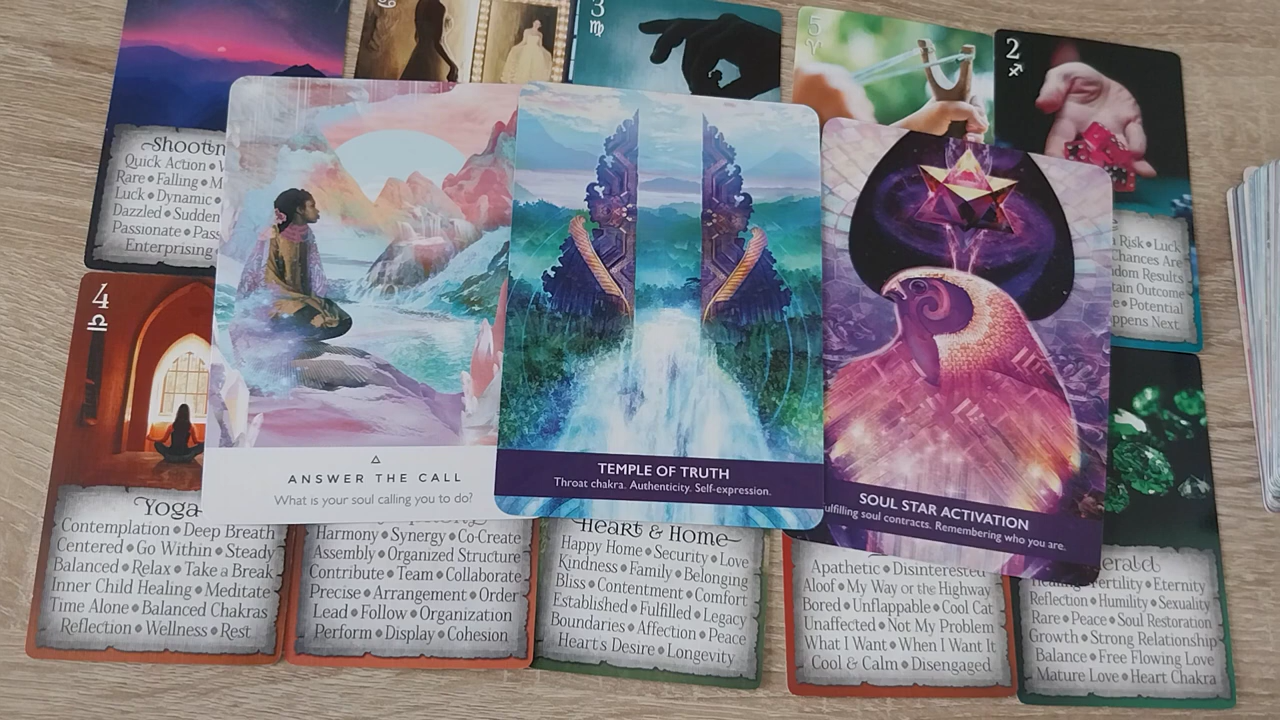 3
5
2
Quick Action •
Rare • Falling •
Luck • Dynamic •
Dazzled • Sudden
Passionate •
Enterprising •
Risk • Luck
Chances Are
Results
Outcome
• Potential
Next
4
ANSWER THE CALL
What is your soul calling you to do?
TEMPLE OF TRUTH
Throat chakra. Authenticity. Self-expression.
SOUL STAR ACTIVATION
soul contracts. Remembering who you are.
Yoga
Contemplation • Deep Breath
Centered • Go Within • Steady
Balanced • Relax • Take a Break
Inner Child Healing • Meditate
Time Alone • Balanced Chakras
Reflection • Wellness • Rest
Harmony • Synergy • Co-Create
Assembly • Organized Structure
Contribute • Team • Collaborate
Precise • Arrangement • Order
Lead • Follow • Organization
Perform • Display • Cohesion
Heart & Home
Happy Home • Security • Love
Kindness • Family • Belonging
Bliss • Contentment • Comfort
Established • Fulfilled • Legacy
Boundaries • Affection • Peace
Heart's Desire • Longevity
Apathetic • Disinterested
Aloof • My Way or the Highway
Bored • Unflappable • Cool Cat
Unaffected • Not My Problem
What I Want • When I Want It
Cool & Calm • Disengaged
Fertility • Eternity
Reflection • Humility • Sexuality
Rare • Peace • Soul Restoration
Growth • Strong Relationship
Balance • Free Flowing Love
Mature Love • Heart Chakra